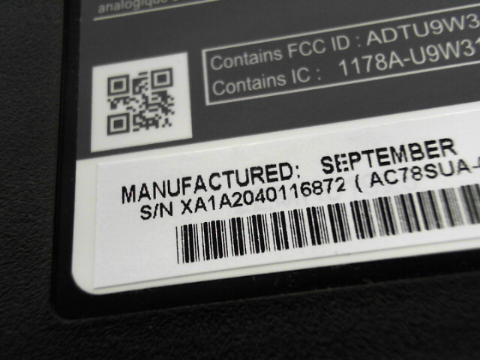 analogique
Contains FCC ID : ADTU9W3
Contains IC : 1178A-U9W31
MANUFACTURED: SEPTEMBER
S/N XA1A2040116872 ( AC78SUA-